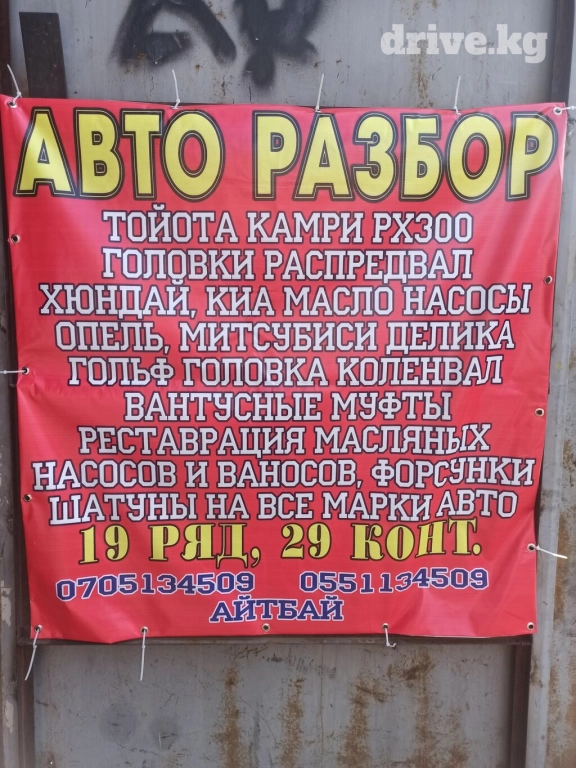 drive.kg
АВТО РАЗБОР
ТОЙОТА КАМРИ РХ300
ГОЛОВКИ РАСПРЕДВАЛ
ХЮНДАЙ, КИА МАСЛО НАСОСЫ
ОПЕЛЬ, МИТСУБИСИ ДЕЛИКА
ГОЛЬФ ГОЛОВКА КОЛЕНВАЛ
ВАНТУСНЫЕ МУФТЫ
РЕСТАВРАЦИЯ МАСЛЯНЫХ
НАСОСОВ И ВАНОСОВ, ФОРСУНКИ
ШАТУНЫ НА ВСЕ МАРКИ АВТО
19 РЯД, 29 КОНТ.
0705134509 0551134509
АЙТБАЙ